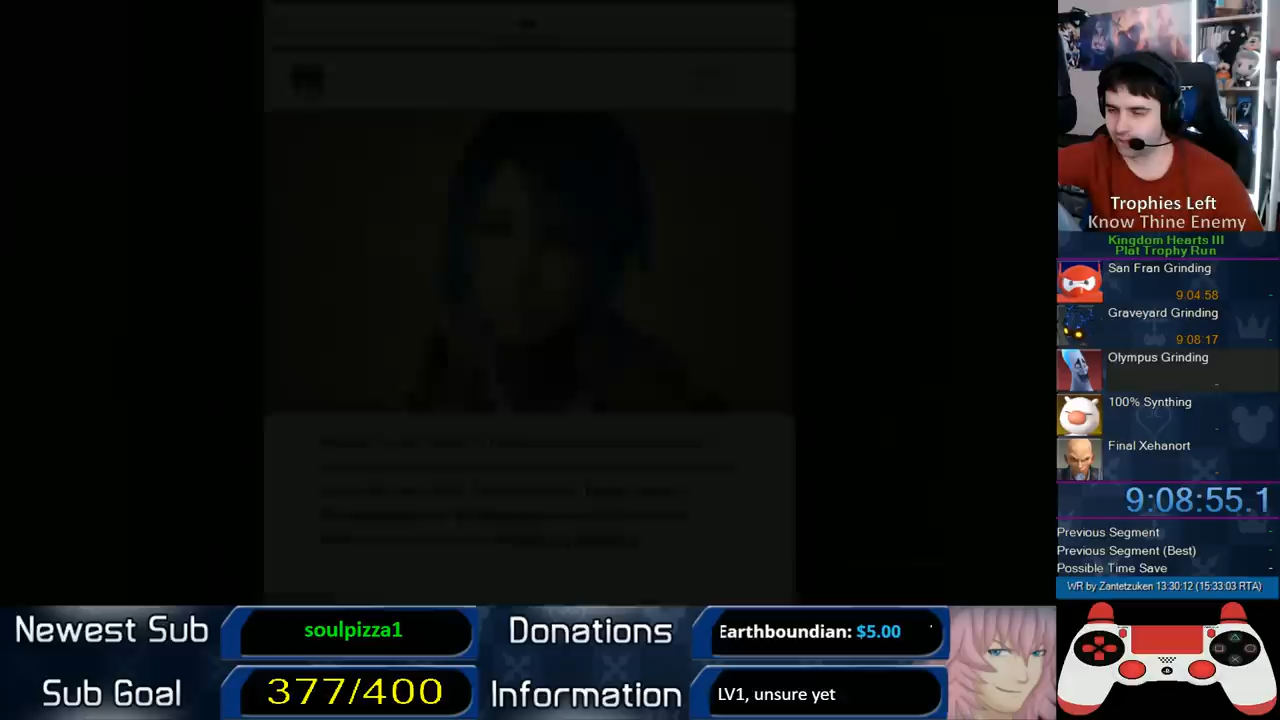 Trophies Left
Know Thine Enemy
Kingdom Hearts III
Plat Trophy Run
San Fran Grinding
9:04:58
-
Graveyard Grinding
9:08:17
-
Olympus Grinding
-
100% Synthing
-
Final Xehanort
-
9:08:55.1
Previous Segment -
Previous Segment (Best) -
Possible Time Save -
WR by Zantetzuken 13:30:12 (15:33:03 RTA)
Newest Sub
soulpizza1
Donations
Earthboundian: $5.00
Sub Goal
377/400
Information
LV1, unsure yet